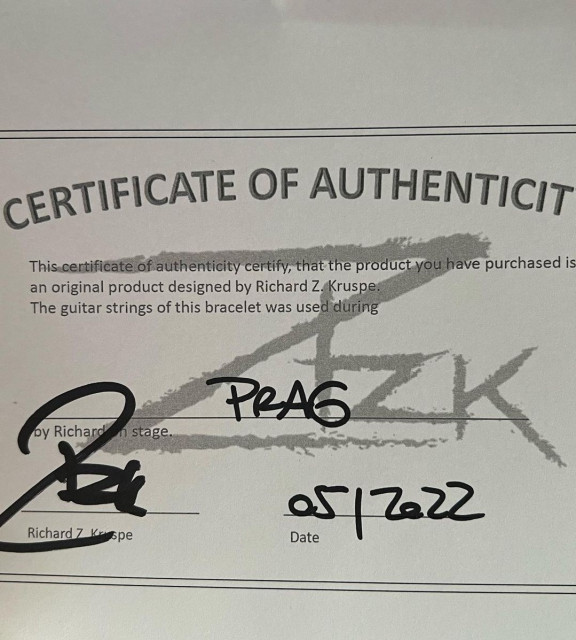 CERTIFICATE OF AUTHENTICIT
This certificate of authenticity certify, that the product you have purchased is
an original product designed by Richard Z. Kruspe.
The guitar strings of this bracelet was used during
PRAG
by Richard on stage.
RZK
RZK
05/2022
Richard Z. Kruspe
Date